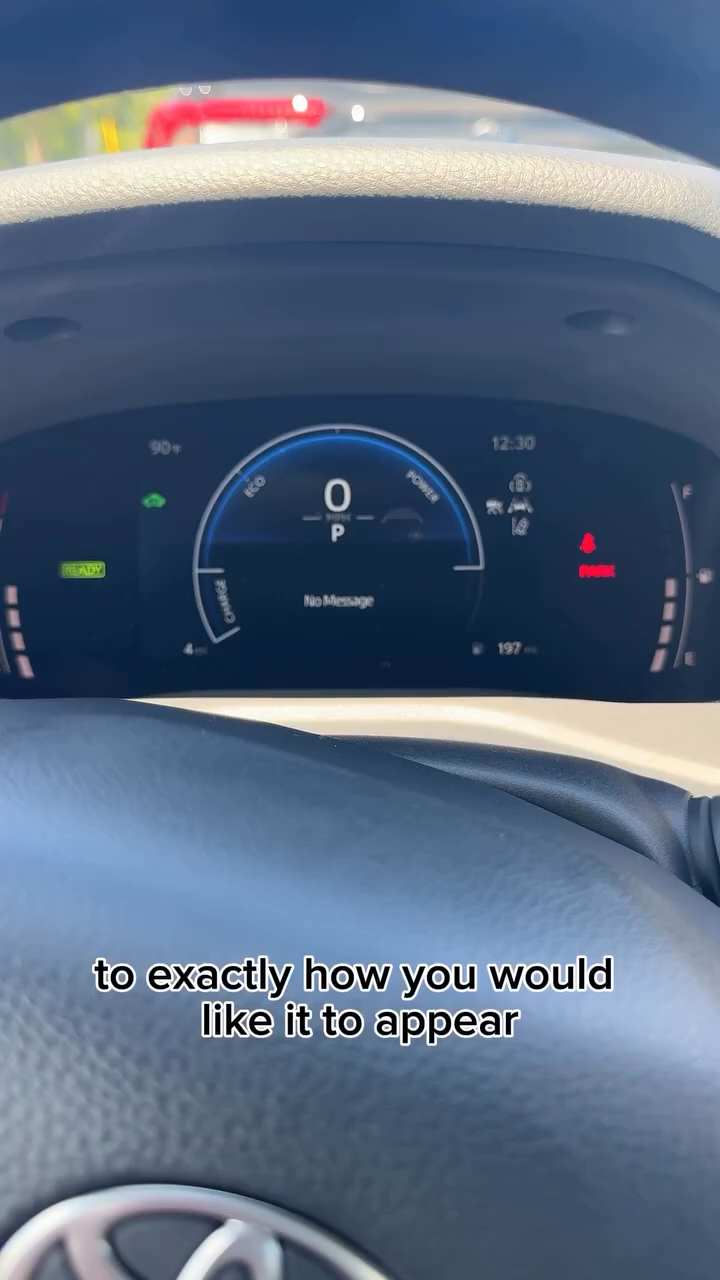 90°F
12:30
ECO
POWER
0
MPH
P
F
READY
PARK
CHARGE
No Message
4 mi
197 mi
E
to exactly how you would
like it to appear